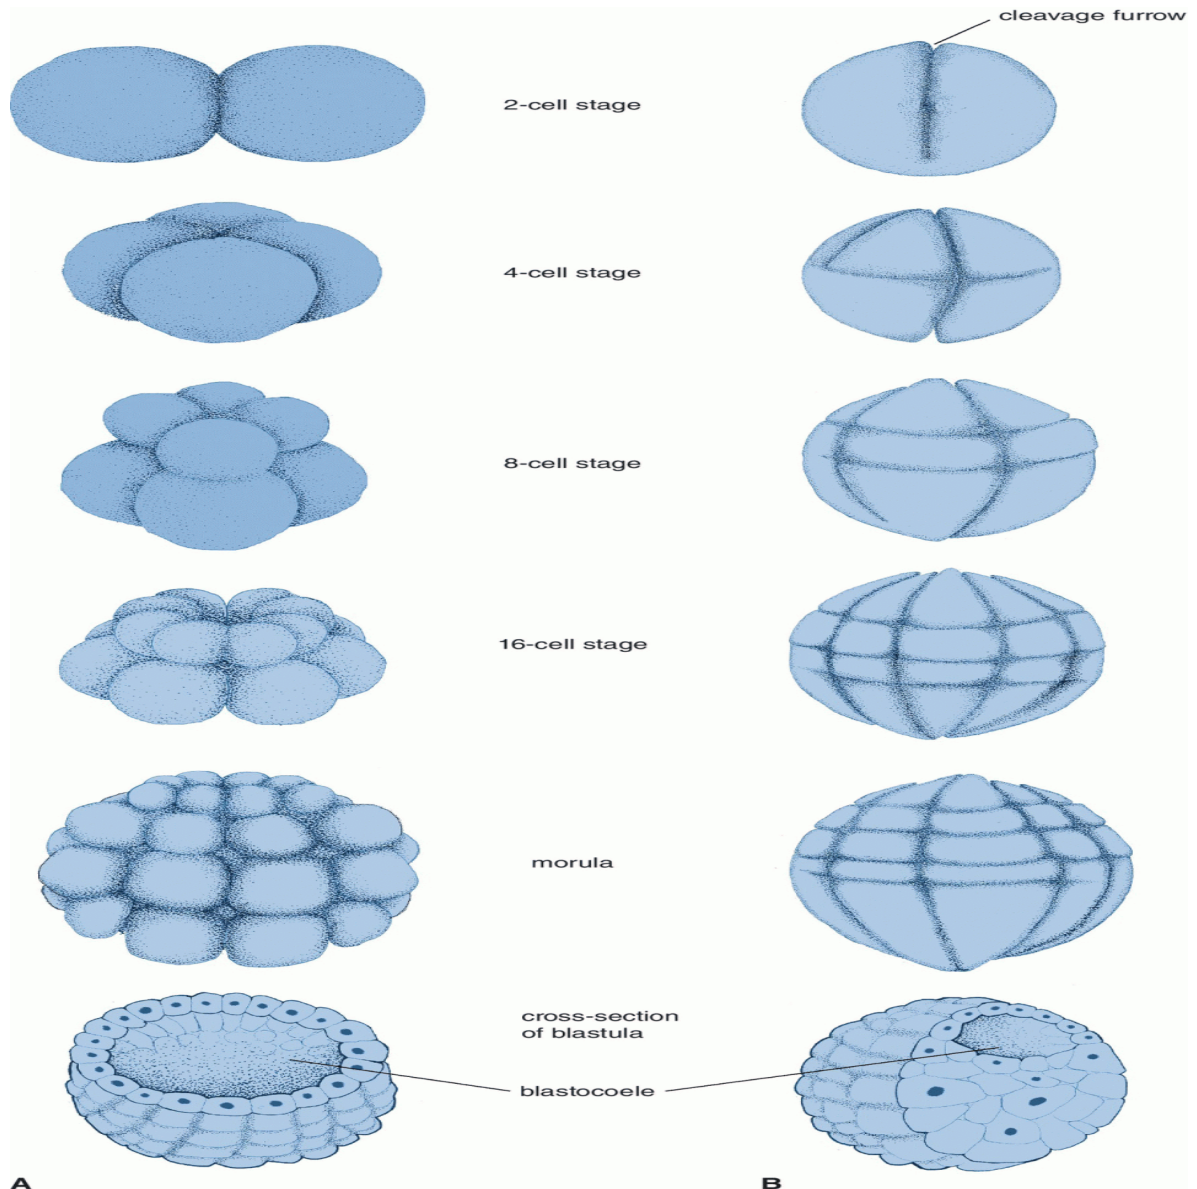 cleavage furrow
2-cell stage
4-cell stage
8-cell stage
16-cell stage
morula
cross-section
of blastula
blastocoele
A
B